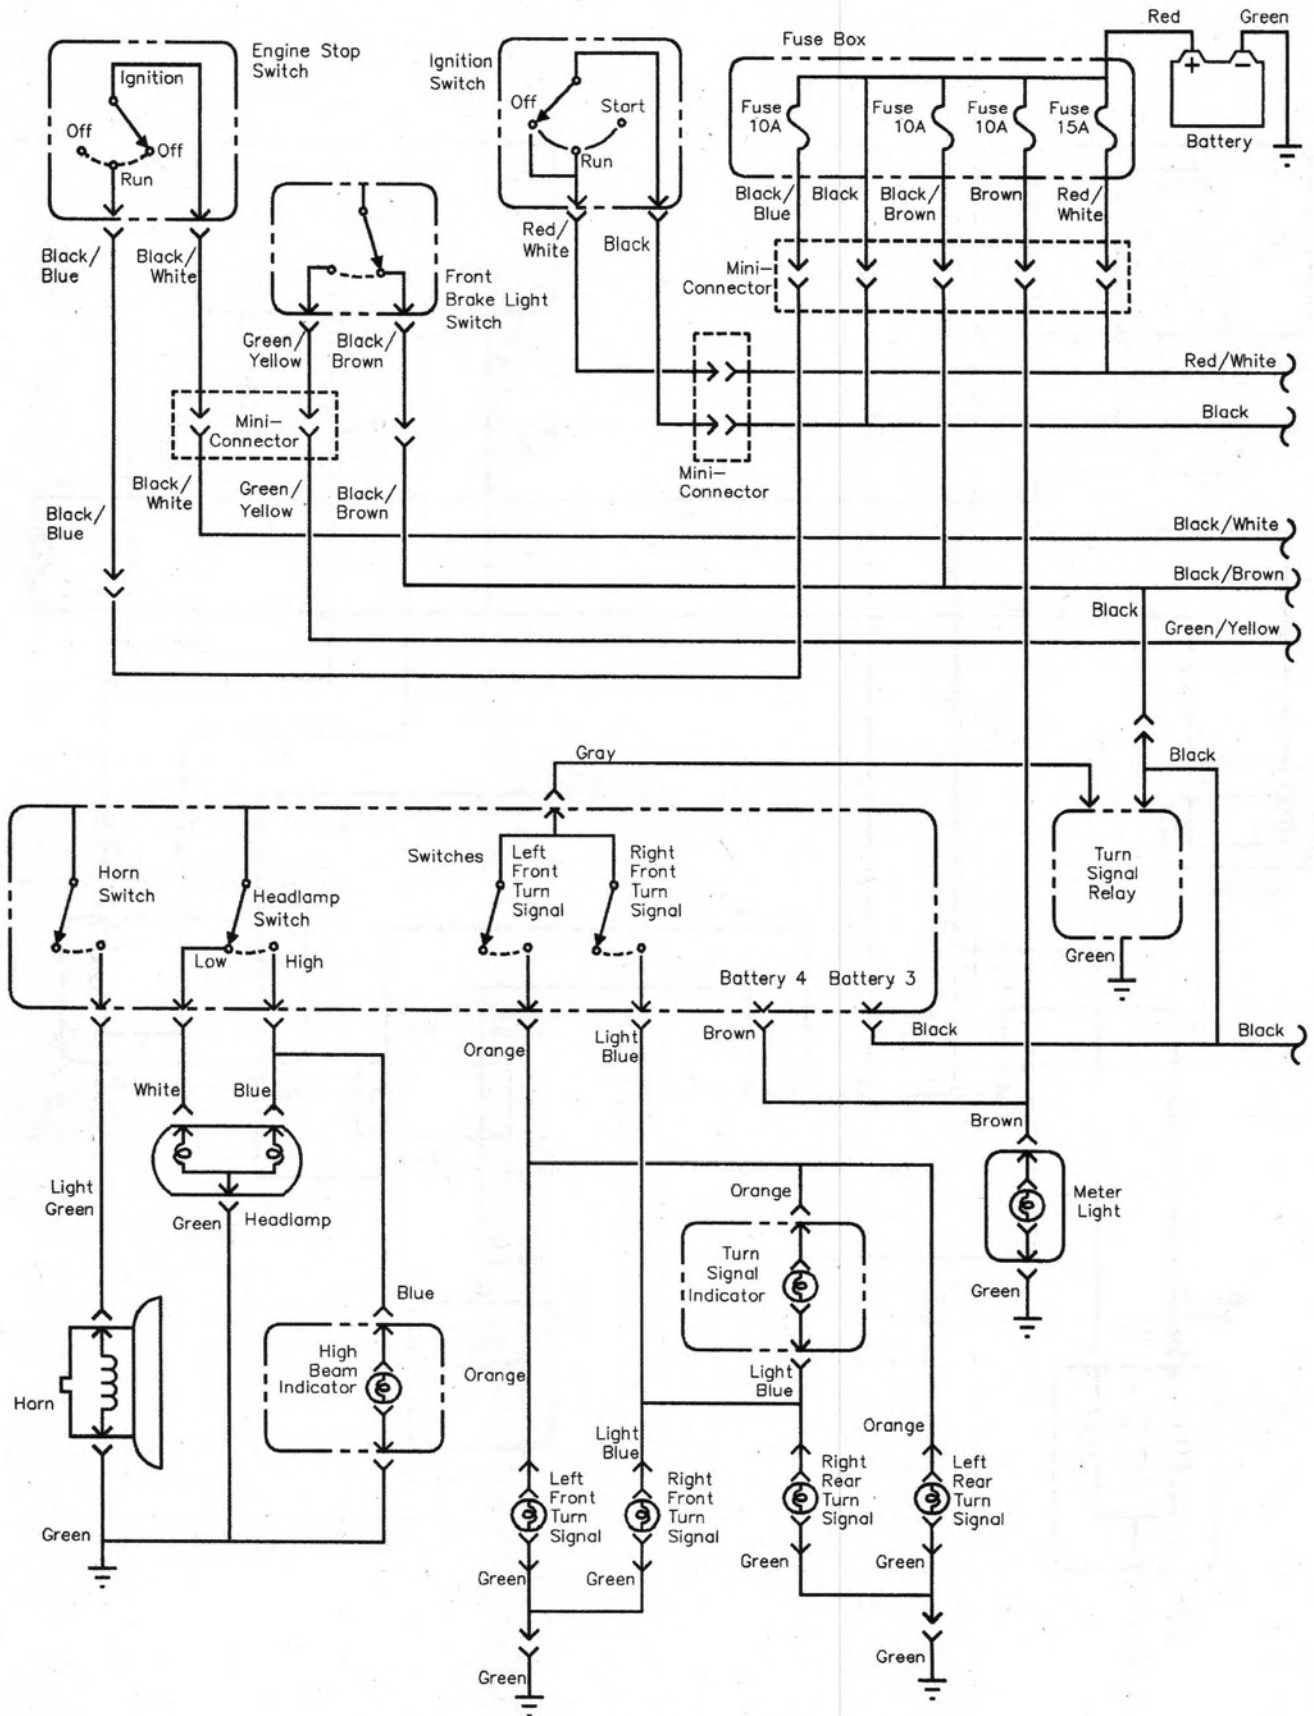 Red
Green
Engine Stop
Switch
Ignition
Off
Off
Run
Ignition
Switch
Off
Start
Run
Fuse Box
Fuse
10A
Fuse
10A
Fuse
10A
Fuse
15A
Battery
Black/
Blue
Black
Black/
Brown
Brown
Red/
White
Black/
Blue
Black/
White
Front
Brake Light
Switch
Red/
White
Black
Mini-
Connector
Green/
Yellow
Black/
Brown
Red/White
Mini-
Connector
Black
Mini-
Connector
Black/
White
Green/
Yellow
Black/
Brown
Black/
Blue
Black/White
Black/Brown
Black
Green/Yellow
Gray
Black
Horn
Switch
Headlamp
Switch
Low
High
Switches
Left
Front
Turn
Signal
Right
Front
Turn
Signal
Turn
Signal
Relay
Green
Battery 4
Battery 3
Orange
Light
Blue
Brown
Black
Black
White
Blue
Brown
Light
Green
Green
Headlamp
Orange
Meter
Light
Turn
Signal
Indicator
Green
Blue
High
Beam
Indicator
Horn
Orange
Light
Blue
Light
Blue
Orange
Left
Front
Turn
Signal
Right
Front
Turn
Signal
Right
Rear
Turn
Signal
Left
Rear
Turn
Signal
Green
Green
Green
Green
Green
Green
Green